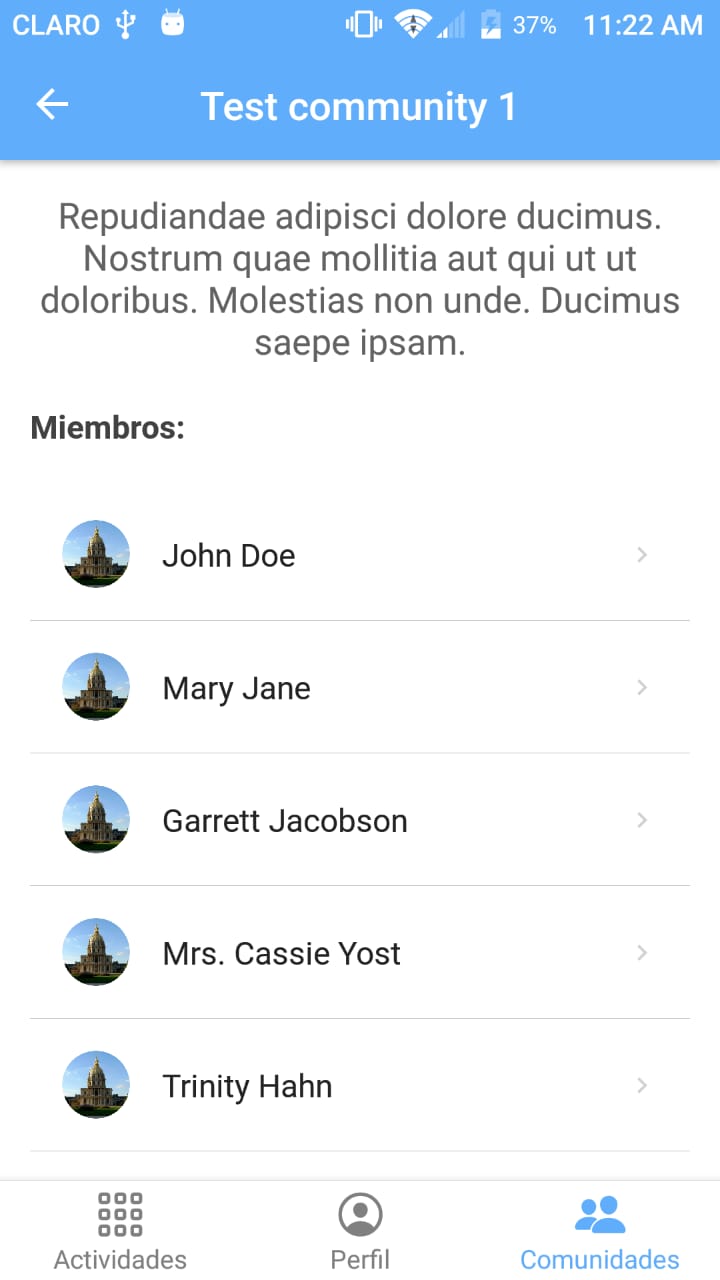 CLARO 37% 11:22 AM
Test community 1
Repudiandae adipisci dolore ducimus.
Nostrum quae mollitia aut qui ut ut
doloribus. Molestias non unde. Ducimus
saepe ipsam.
Miembros:
John Doe
Mary Jane
Garrett Jacobson
Mrs. Cassie Yost
Trinity Hahn
Actividades Perfil Comunidades